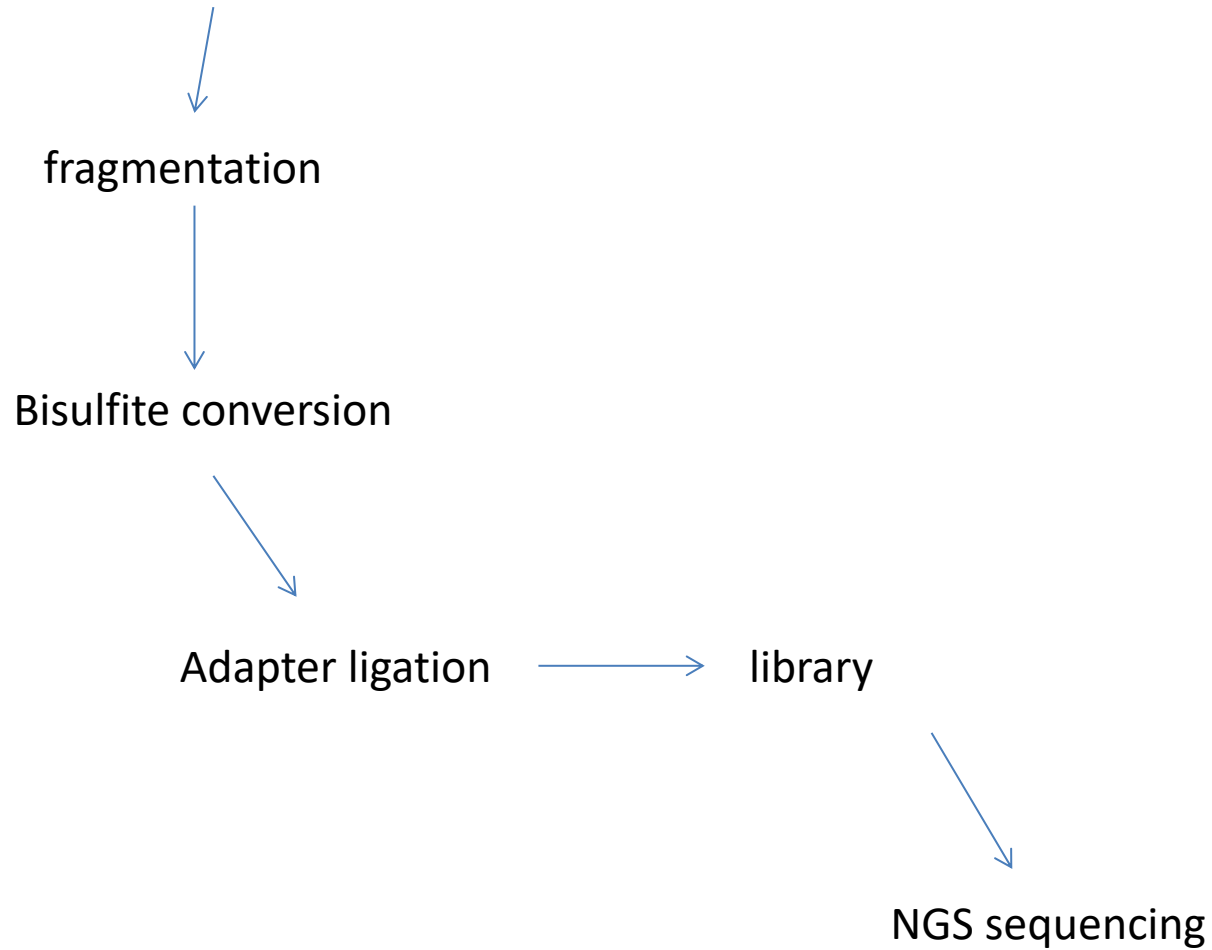 fragmentation
Bisulfite conversion
Adapter ligation
library
NGS sequencing